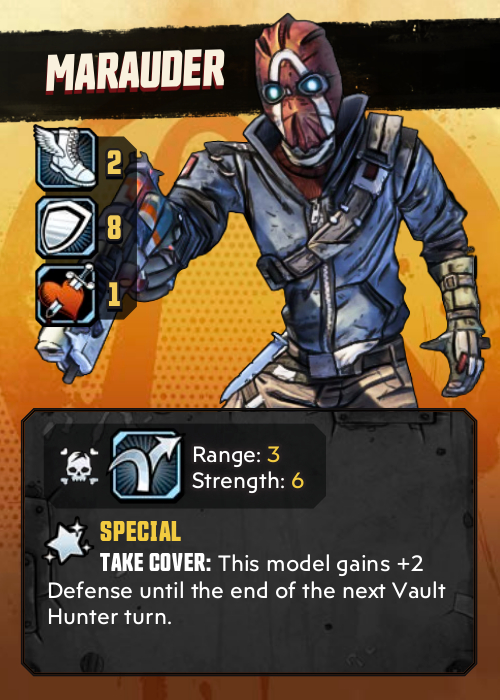 MARAUDER
2
8
1
Range: 3
Strength: 6
SPECIAL
TAKE COVER: This model gains +2
Defense until the end of the next Vault
Hunter turn.